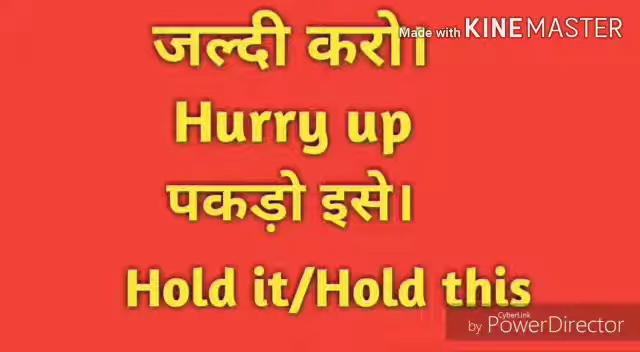 जल्दी करो।
Made with KINEMASTER
Hurry up
पकड़ो इसे।
Hold it/Hold this
CyberLink
by PowerDirector